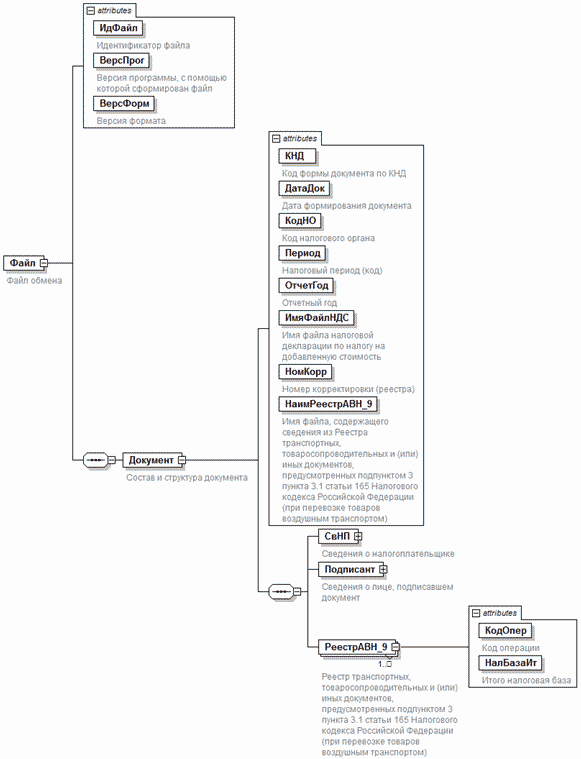 attributes
ИдФайл
Идентификатор файла
ВерсПрог
Версия программы, с помощью
которой сформирован файл
ВерсФорм
Версия формата
attributes
КНД
Код формы документа по КНД
ДатаДок
Дата формирования документа
КодНО
Код налогового органа
Период
Налоговый период (код)
ОтчетГод
Отчетный год
ИмяФайлНДС
Имя файла налоговой
декларации по налогу на
добавленную стоимость
НомКорр
Номер корректировки (реестра)
НаимРеестрАВН_9
Имя файла, содержащего
сведения из Реестра
транспортных,
товаросопроводительных и (или)
иных документов,
предусмотренных подпунктом 3
пункта 3.1 статьи 165 Налогового
кодекса Российской Федерации
(при перевозке товаров
воздушным транспортом)
Файл
Файл обмена
Документ
Состав и структура документа
СвНП
Сведения о налогоплательщике
Подписант
Сведения о лице, подписавшем
документ
РеестрАВН_9
1..□
Реестр транспортных,
товаросопроводительных и (или)
иных документов,
предусмотренных подпунктом 3
пункта 3.1 статьи 165 Налогового
кодекса Российской Федерации
(при перевозке товаров
воздушным транспортом)
attributes
КодОпер
Код операции
НалБазаИт
Итого налоговая база